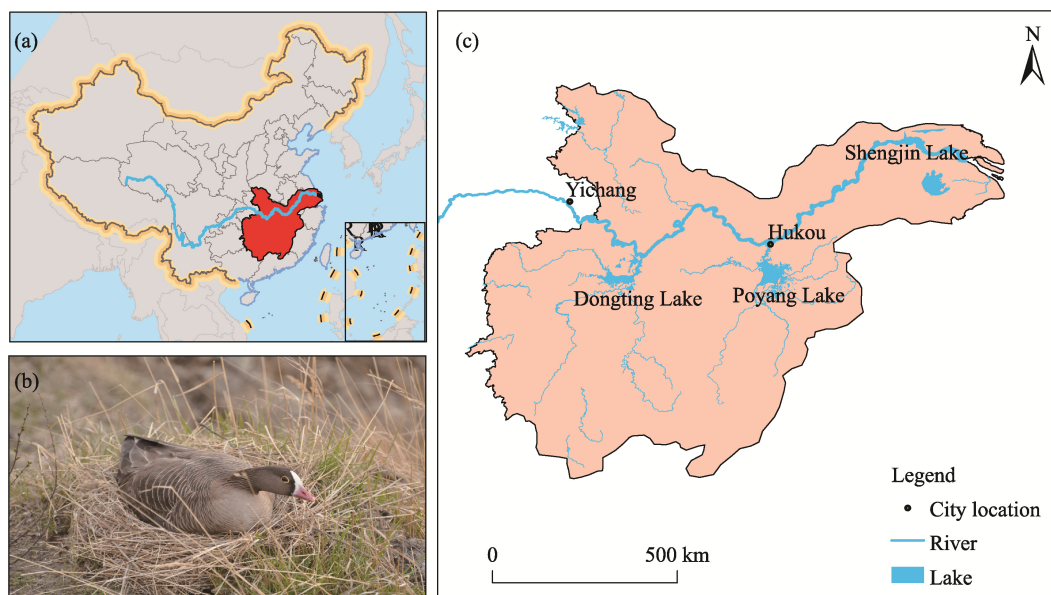 (a)
(b)
(c)
N
Shengjin Lake
Yichang
Hukou
Dongting Lake
Poyang Lake
Legend
City location
River
Lake
0
500 km